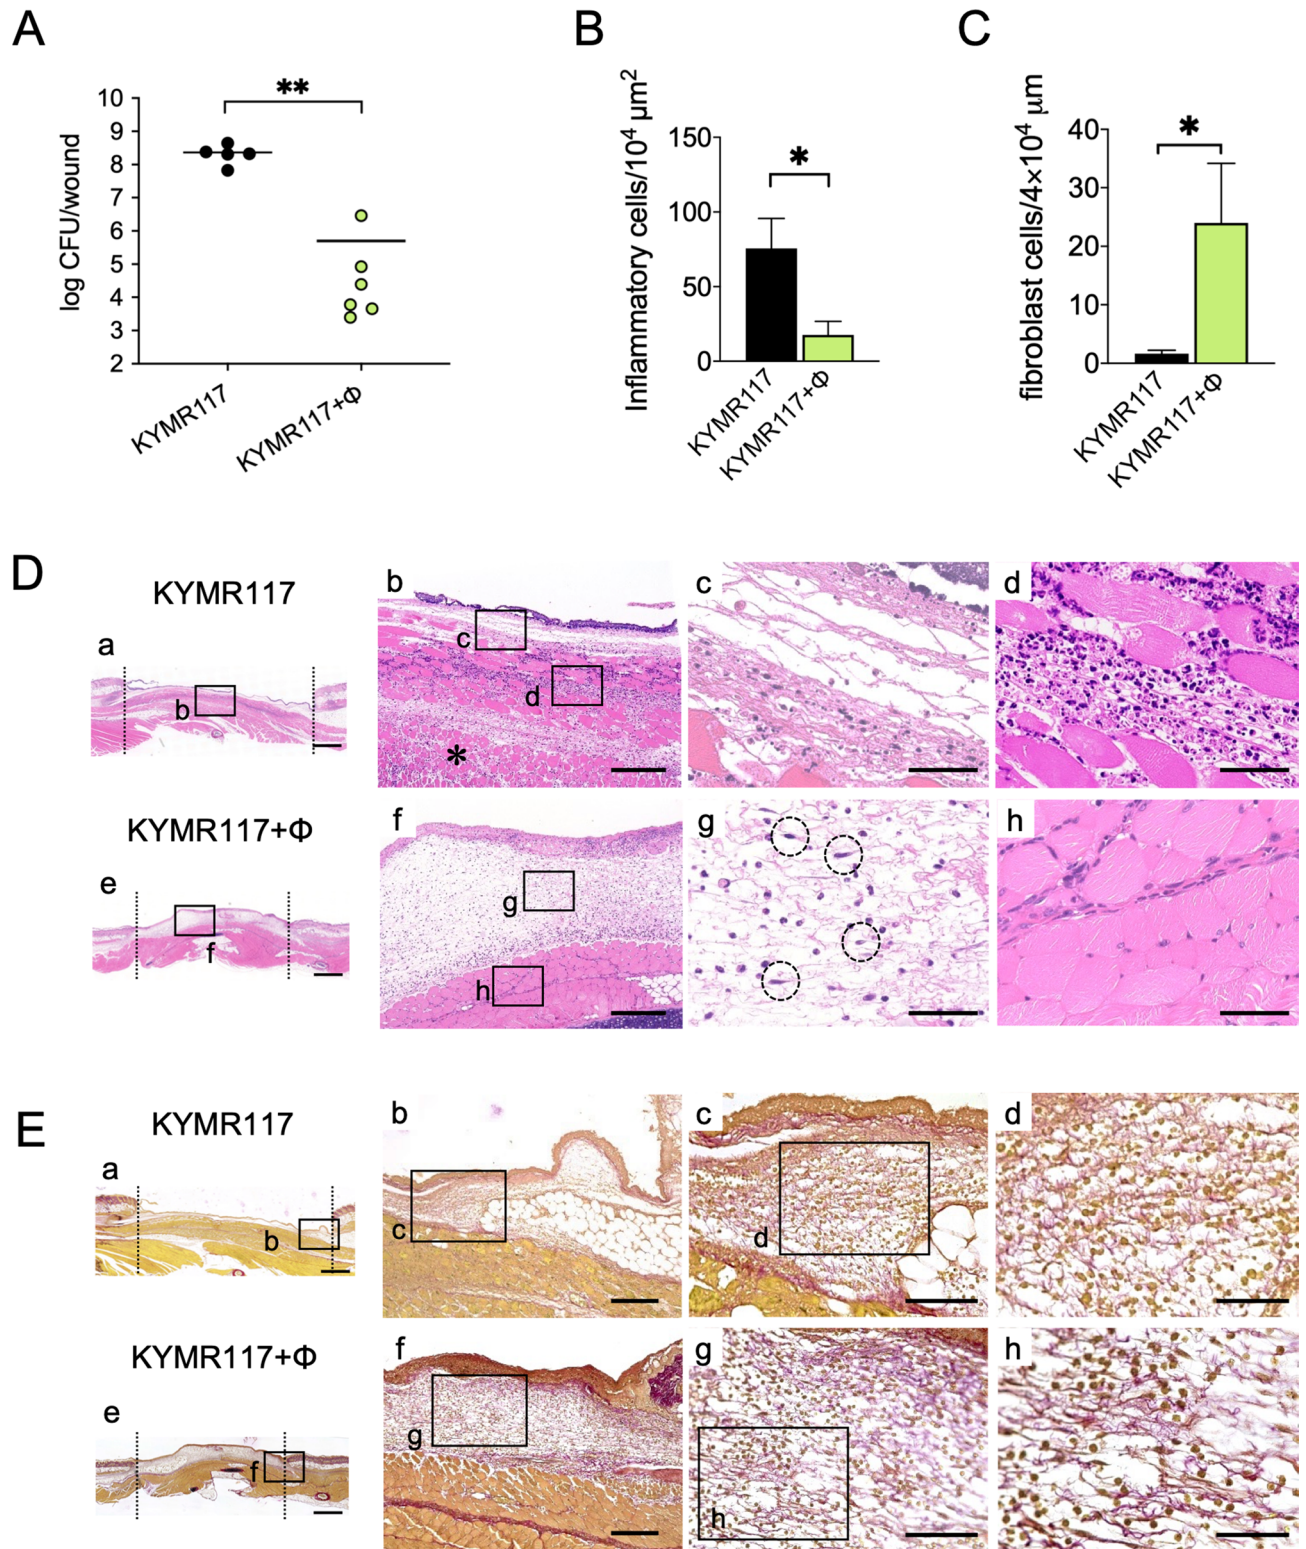 A
B
C
**
10
9
8
7
6
5
4
3
2
log CFU/wound
KYMR117
KYMR117+Φ
*
150
100
50
0
Inflammatory cells/10⁴ μm²
KYMR117
KYMR117+Φ
*
40
30
20
10
0
fibroblast cells/4×10⁴ μm
KYMR117
KYMR117+Φ
D
KYMR117
a
b
b
c
d
*
c
d
KYMR117+Φ
e
f
f
g
h
g
h
E
KYMR117
a
b
b
c
c
d
d
KYMR117+Φ
e
f
f
g
g
h
h